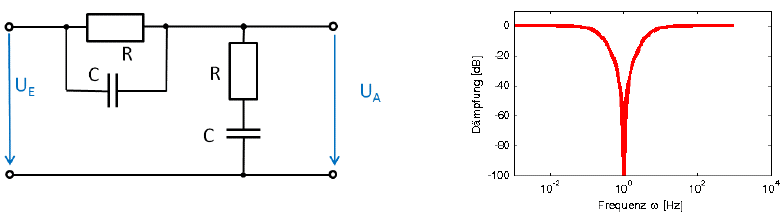 R
C
U_E
R
C
U_A
0
-20
-40
-60
-80
-100
Dämpfung [dB]
10^-2
10^0
10^2
10^4
Frequenz ω [Hz]